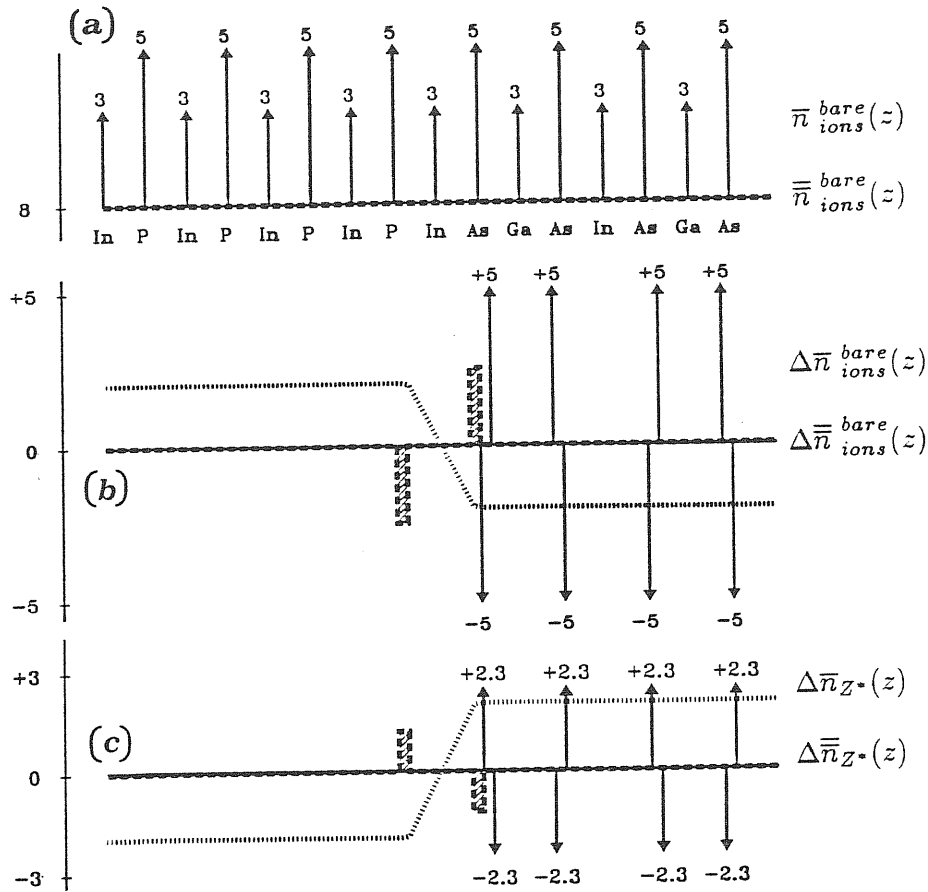 (a)
5 5 5 5 5 5 5 5
3 3 3 3 3 3 3 3
n̅ bare ions (z)
8
n̿ bare ions (z)
In P In P In P In P In As Ga As In As Ga As
+5 +5 +5 +5
+5
Δn̅ bare ions (z)
0
Δn̿ bare ions (z)
(b)
-5
-5 -5 -5 -5
+3
+2.3 +2.3 +2.3 +2.3
Δn̅Z*(z)
(c)
0
Δn̿Z*(z)
-3
-2.3 -2.3 -2.3 -2.3